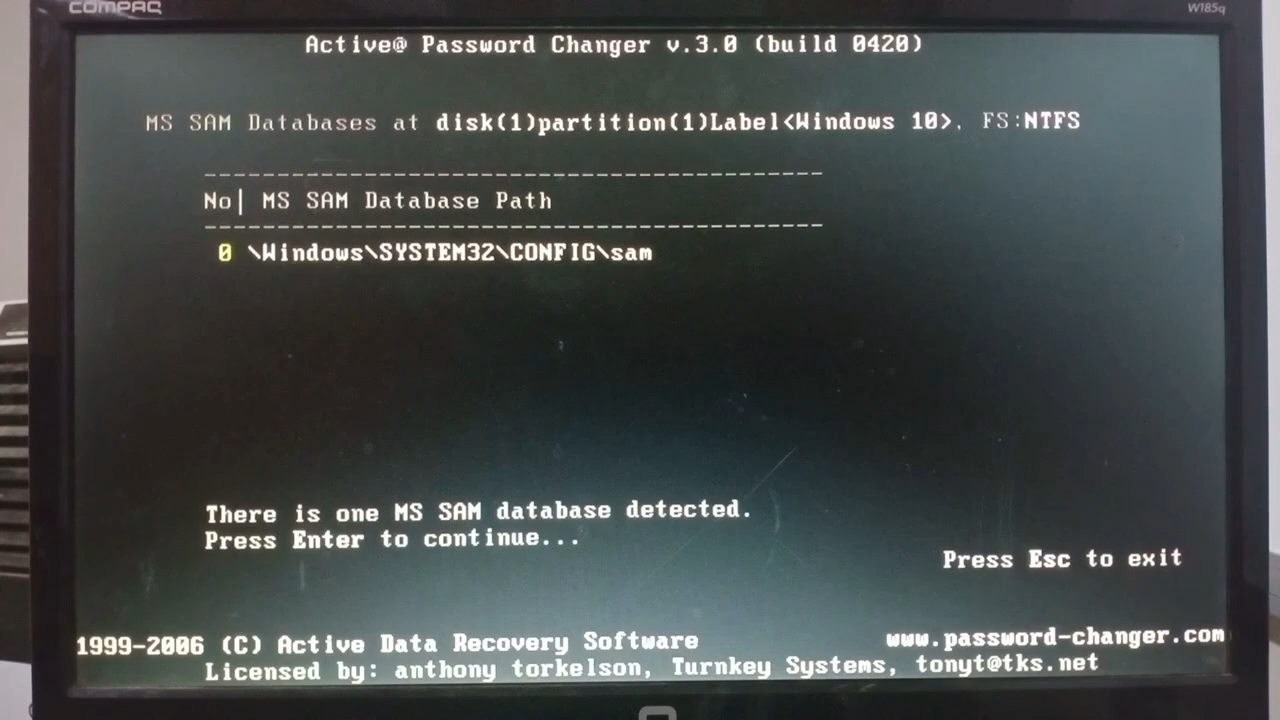 COMPAQ
W185q
Active@ Password Changer v.3.0 (build 0420)
MS SAM Databases at disk(1)partition(1)Label<Windows 10>, FS:NTFS
----------------------------------------------
No| MS SAM Database Path
----------------------------------------------
0 \Windows\SYSTEM32\CONFIG\sam
There is one MS SAM database detected.
Press Enter to continue...
Press Esc to exit
1999-2006 (C) Active Data Recovery Software
www.password-changer.com
Licensed by: anthony torkelson, Turnkey Systems, tonyt@tks.net